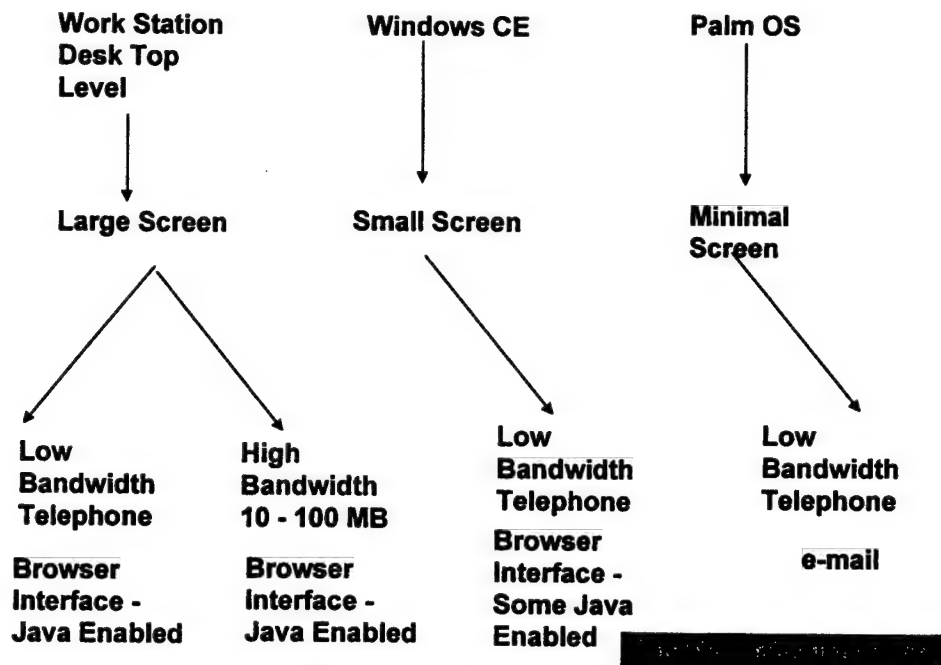 Work Station
Desk Top
Level
Windows CE
Palm OS
Large Screen
Small Screen
Minimal
Screen
Low
Bandwidth
Telephone
High
Bandwidth
10 - 100 MB
Low
Bandwidth
Telephone
Low
Bandwidth
Telephone
Browser
Interface -
Java Enabled
Browser
Interface -
Java Enabled
Browser
Interface -
Some Java
Enabled
e-mail